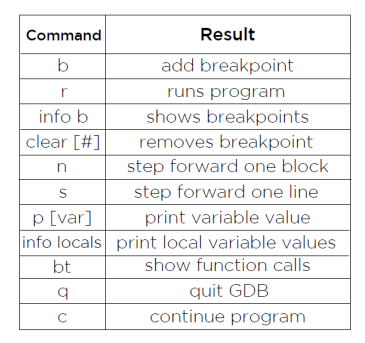 Command Result
b add breakpoint
r runs program
info b shows breakpoints
clear [#] removes breakpoint
n step forward one block
s step forward one line
p [var] print variable value
info locals print local variable values
bt show function calls
q quit GDB
c continue program